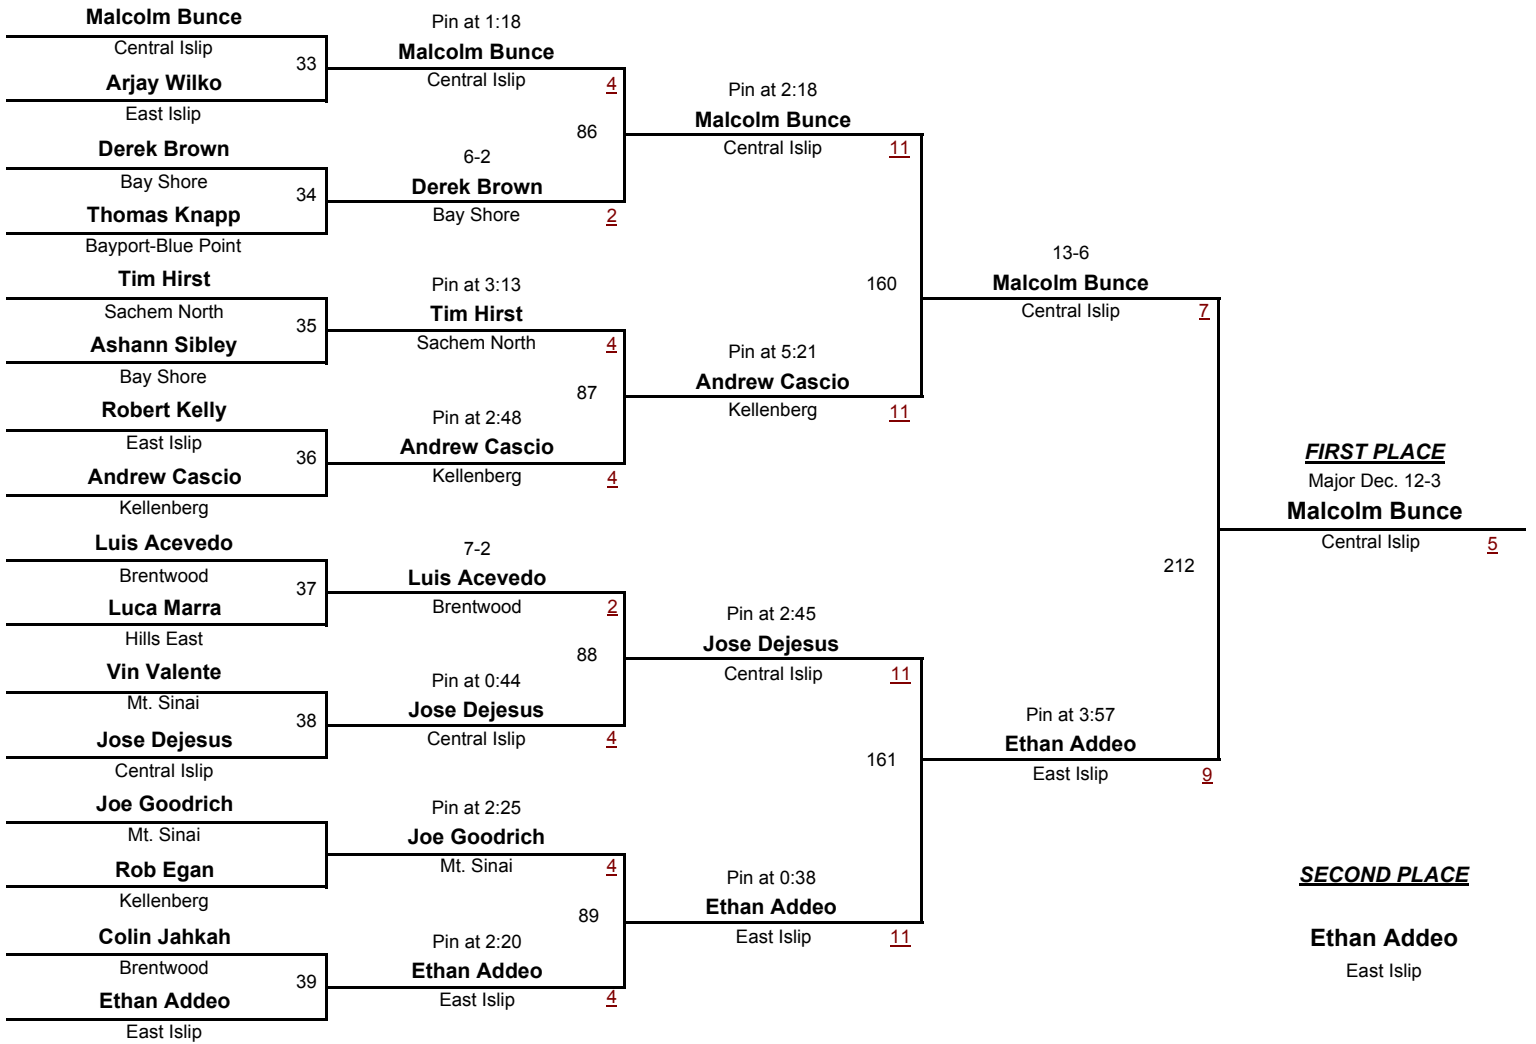 Malcolm Bunce
Central Islip
33
Arjay Wilko
East Islip
Derek Brown
Bay Shore
34
Thomas Knapp
Bayport-Blue Point
Tim Hirst
Sachem North
35
Ashann Sibley
Bay Shore
Robert Kelly
East Islip
36
Andrew Cascio
Kellenberg
Luis Acevedo
Brentwood
37
Luca Marra
Hills East
Vin Valente
Mt. Sinai
38
Jose Dejesus
Central Islip
Joe Goodrich
Mt. Sinai
Rob Egan
Kellenberg
Colin Jahkah
Brentwood
39
Ethan Addeo
East Islip
Pin at 1:18
Malcolm Bunce
Central Islip 4
86
6-2
Derek Brown
Bay Shore 2
Pin at 3:13
Tim Hirst
Sachem North 4
87
Pin at 2:48
Andrew Cascio
Kellenberg 4
7-2
Luis Acevedo
Brentwood 2
88
Pin at 0:44
Jose Dejesus
Central Islip 4
Pin at 2:25
Joe Goodrich
Mt. Sinai 4
89
Pin at 2:20
Ethan Addeo
East Islip 4
Pin at 2:18
Malcolm Bunce
Central Islip 11
160
Pin at 5:21
Andrew Cascio
Kellenberg 11
Pin at 2:45
Jose Dejesus
Central Islip 11
161
Pin at 0:38
Ethan Addeo
East Islip 11
13-6
Malcolm Bunce
Central Islip 7
212
Pin at 3:57
Ethan Addeo
East Islip 9
FIRST PLACE
Major Dec. 12-3
Malcolm Bunce
Central Islip 5
SECOND PLACE
Ethan Addeo
East Islip